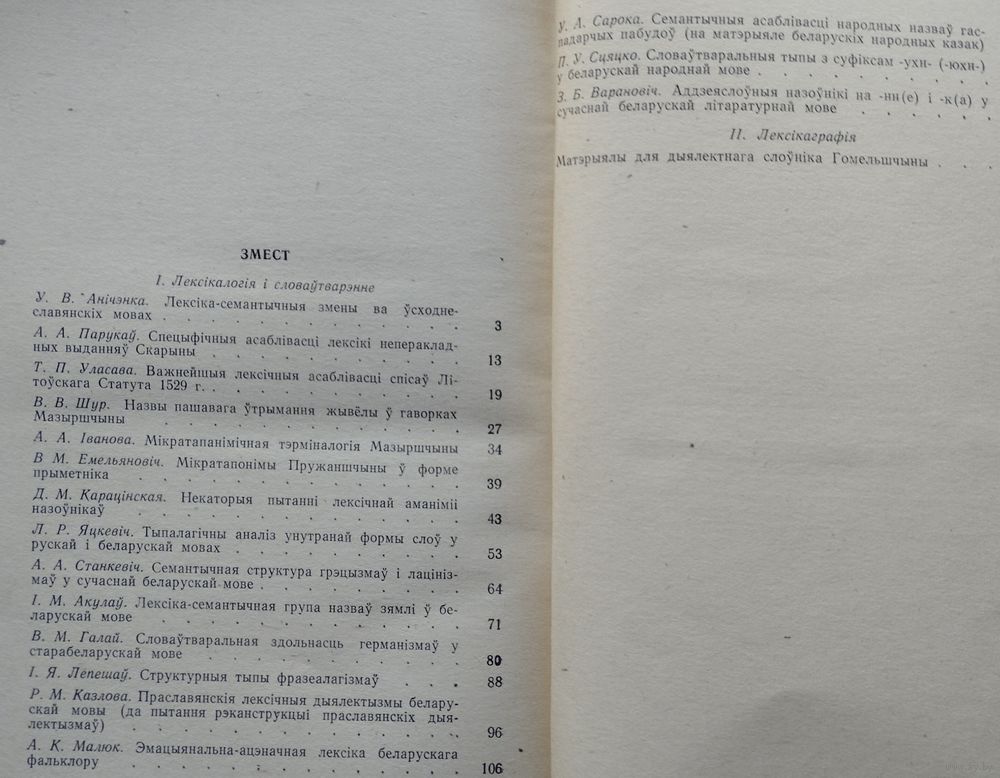 ЗМЕСТ
I. Лексікалогія і словаўтварэнне
У. В. Анічэнка. Лексіка-семантычныя змены ва ўсходне-
славянскіх мовах . . . . . . . . . . 3
А. А. Парукаў. Спецыфічныя асаблівасці лексікі неперакладных
ных выданняў Скарыны . . . . . . . . . 13
Т. П. Уласава. Важнейшыя лексічныя асаблівасці спісаў Лі-
тоўскага Статута 1529 г. . . . . . . . . . 19
В. В. Шур. Назвы пашавага ўтрымання жывёлы ў гаворках
Мазыршчыны . . . . . . . . . . 27
А. А. Іванова. Мікратапанімічная тэрміналогія Мазыршчыны 34
В М. Емельяновіч. Мікратапонімы Пружаншчыны ў форме
прыметніка . . . . . . . . . . 39
Д. М. Карацінская. Некаторыя пытанні лексічнай аманіміі
назоўнікаў . . . . . . . . . . 43
Л. Р. Яцкевіч. Тыпалагічны аналіз унутранай формы слоў у
рускай і беларускай мовах . . . . . . . . 53
А. А. Станкевіч. Семантычная структура грэцызмаў і лацініз-
маў у сучаснай беларускай мове . . . . . . . 64
І. М. Акулаў. Лексіка-семантычная група назваў зямлі ў бе-
ларускай мове . . . . . . . . . . 71
В. М. Галай. Словаўтваральная здольнасць германізмаў у
старабеларускай мове . . . . . . . . . 80
І. Я. Лепешаў. Структурныя тыпы фразеалагізмаў . . . 88
Р. М. Казлова. Праславянскія лексічныя дыялектызмы белару-
скай мовы (да пытання рэканструкцыі праславянскіх дыя-
лектызмаў) . . . . . . . . . . 96
А. К. Малюк. Эмацыянальна-ацэначная лексіка беларускага
фальклору . . . . . . . . . . 106
У. А. Сарока. Семантычныя асаблівасці народных назваў гас-
падарчых пабудоў (на матэрыяле беларускіх народных казак)
П. У. Сцяцко. Словаўтваральныя тыпы з суфіксам -ухн- (-юхн-)
у беларускай народнай мове . . . . . . . .
З. Б. Варановіч. Аддзеяслоўныя назоўнікі на -нн(е) і -к(а) у
сучаснай беларускай літаратурнай мове . . . . .
II. Лексікаграфія
Матэрыялы для дыялектнага слоўніка Гомельшчыны . . .